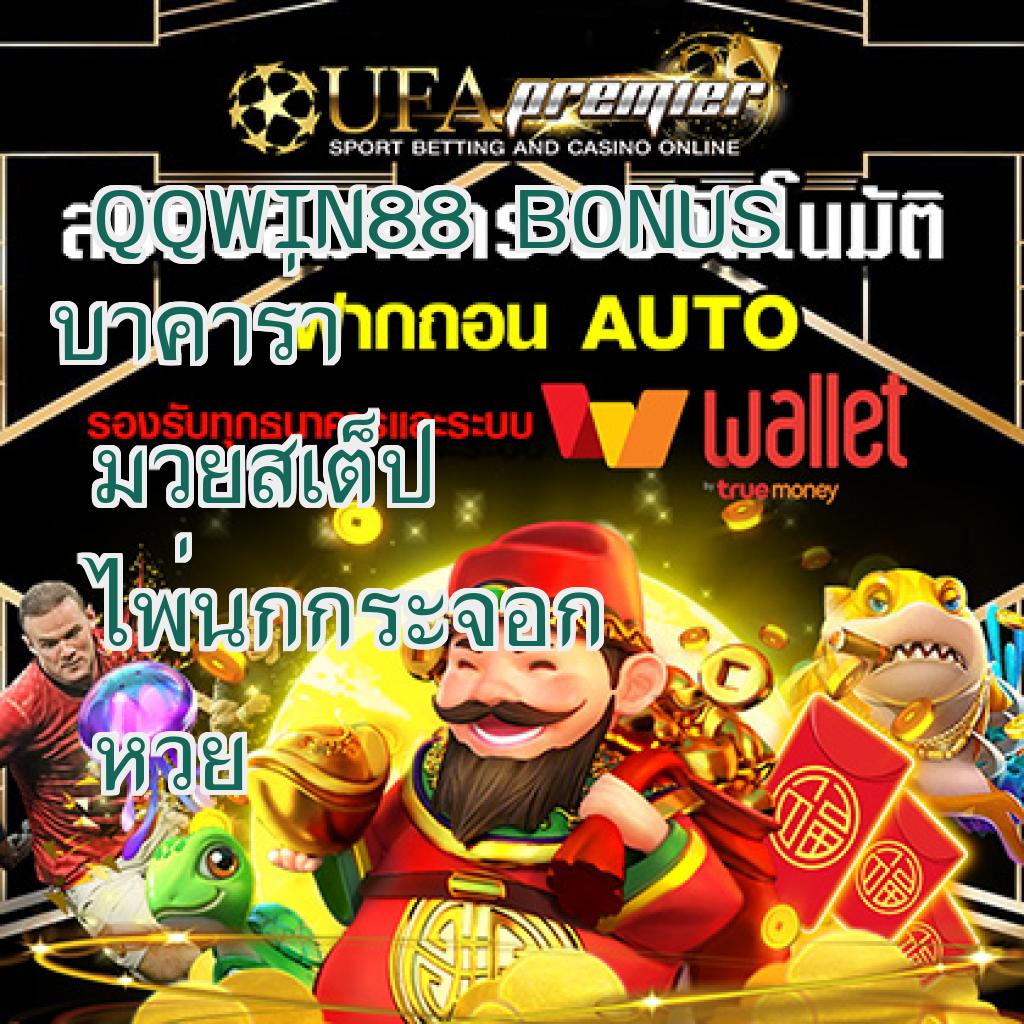 UFA premier
SPORT BETTING AND CASINO ONLINE
QQWIN88 BONUS
บาคารา
ฝากถอน AUTO
รองรับทุกธนาคารและระบบ
wallet
by truemoney
มวยสเต็ป
ไพ่นกกระจอก
หวย
福
福